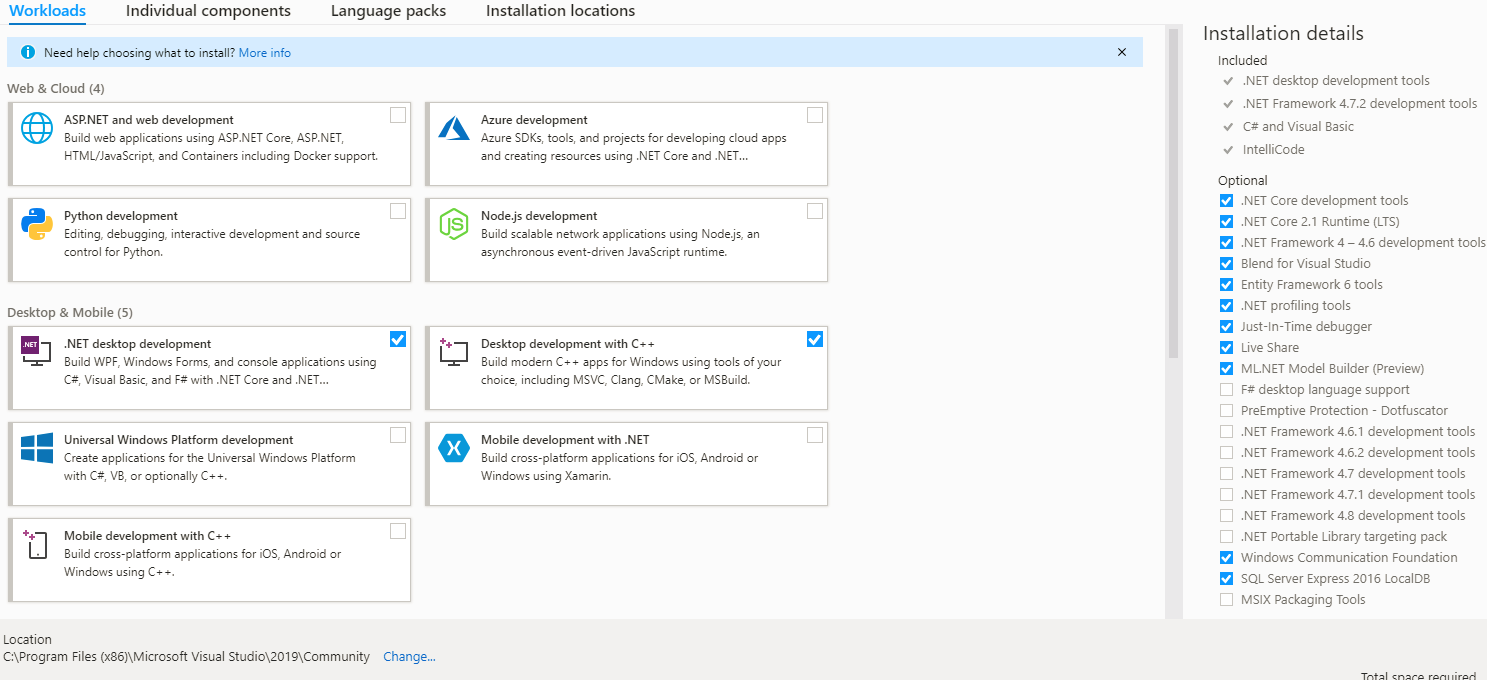 Workloads
Individual components
Language packs
Installation locations
Need help choosing what to install? More info
Web & Cloud (4)
ASP.NET and web development
Build web applications using ASP.NET Core, ASP.NET,
HTML/JavaScript, and Containers including Docker support.
Azure development
Azure SDKs, tools, and projects for developing cloud apps
and creating resources using .NET Core and .NET...
Python development
Editing, debugging, interactive development and source
control for Python.
JS
Node.js development
Build scalable network applications using Node.js, an
asynchronous event-driven JavaScript runtime.
Desktop & Mobile (5)
.NET
.NET desktop development
Build WPF, Windows Forms, and console applications using
C#, Visual Basic, and F# with .NET Core and .NET...
Desktop development with C++
Build modern C++ apps for Windows using tools of your
choice, including MSVC, Clang, CMake, or MSBuild.
Universal Windows Platform development
Create applications for the Universal Windows Platform
with C#, VB, or optionally C++.
Mobile development with .NET
Build cross-platform applications for iOS, Android or
Windows using Xamarin.
Mobile development with C++
Build cross-platform applications for iOS, Android or
Windows using C++.
Installation details
Included
.NET desktop development tools
.NET Framework 4.7.2 development tools
C# and Visual Basic
IntelliCode
Optional
.NET Core development tools
.NET Core 2.1 Runtime (LTS)
.NET Framework 4 – 4.6 development tools
Blend for Visual Studio
Entity Framework 6 tools
.NET profiling tools
Just-In-Time debugger
Live Share
ML.NET Model Builder (Preview)
F# desktop language support
PreEmptive Protection - Dotfuscator
.NET Framework 4.6.1 development tools
.NET Framework 4.6.2 development tools
.NET Framework 4.7 development tools
.NET Framework 4.7.1 development tools
.NET Framework 4.8 development tools
.NET Portable Library targeting pack
Windows Communication Foundation
SQL Server Express 2016 LocalDB
MSIX Packaging Tools
Location
C:\Program Files (x86)\Microsoft Visual Studio\2019\Community Change...
Total space required